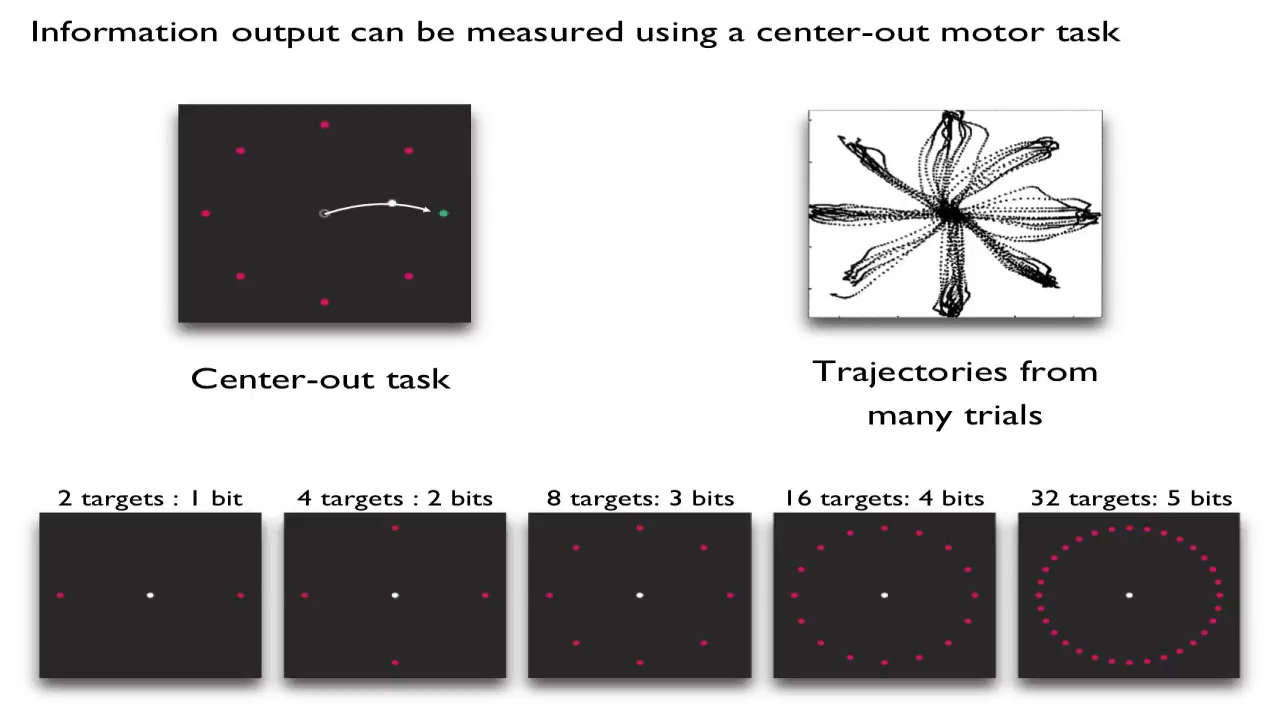 Information output can be measured using a center-out motor task
Center-out task
Trajectories from
many trials
2 targets : 1 bit
4 targets : 2 bits
8 targets: 3 bits
16 targets: 4 bits
32 targets: 5 bits